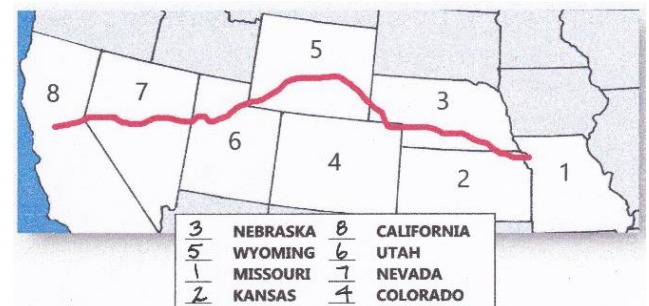 5
8
7
3
6
4
2
1
3 NEBRASKA 8 CALIFORNIA
5 WYOMING 6 UTAH
1 MISSOURI 7 NEVADA
2 KANSAS 4 COLORADO